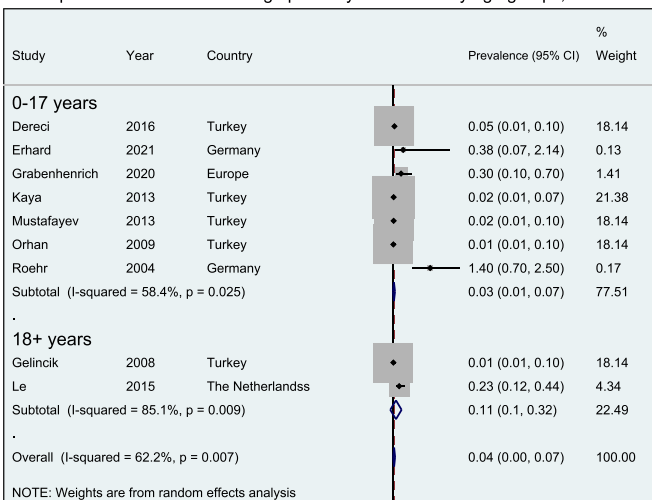 %
Study Year Country Prevalence (95% CI) Weight
0-17 years
Dereci 2016 Turkey 0.05 (0.01, 0.10) 18.14
Erhard 2021 Germany 0.38 (0.07, 2.14) 0.13
Grabenhenrich 2020 Europe 0.30 (0.10, 0.70) 1.41
Kaya 2013 Turkey 0.02 (0.01, 0.07) 21.38
Mustafayev 2013 Turkey 0.02 (0.01, 0.10) 18.14
Orhan 2009 Turkey 0.01 (0.01, 0.10) 18.14
Roehr 2004 Germany 1.40 (0.70, 2.50) 0.17
Subtotal (I-squared = 58.4%, p = 0.025) 0.03 (0.01, 0.07) 77.51
.
18+ years
Gelincik 2008 Turkey 0.01 (0.01, 0.10) 18.14
Le 2015 The Netherlandss 0.23 (0.12, 0.44) 4.34
Subtotal (I-squared = 85.1%, p = 0.009) 0.11 (0.1, 0.32) 22.49
.
Overall (I-squared = 62.2%, p = 0.007) 0.04 (0.00, 0.07) 100.00
NOTE: Weights are from random effects analysis